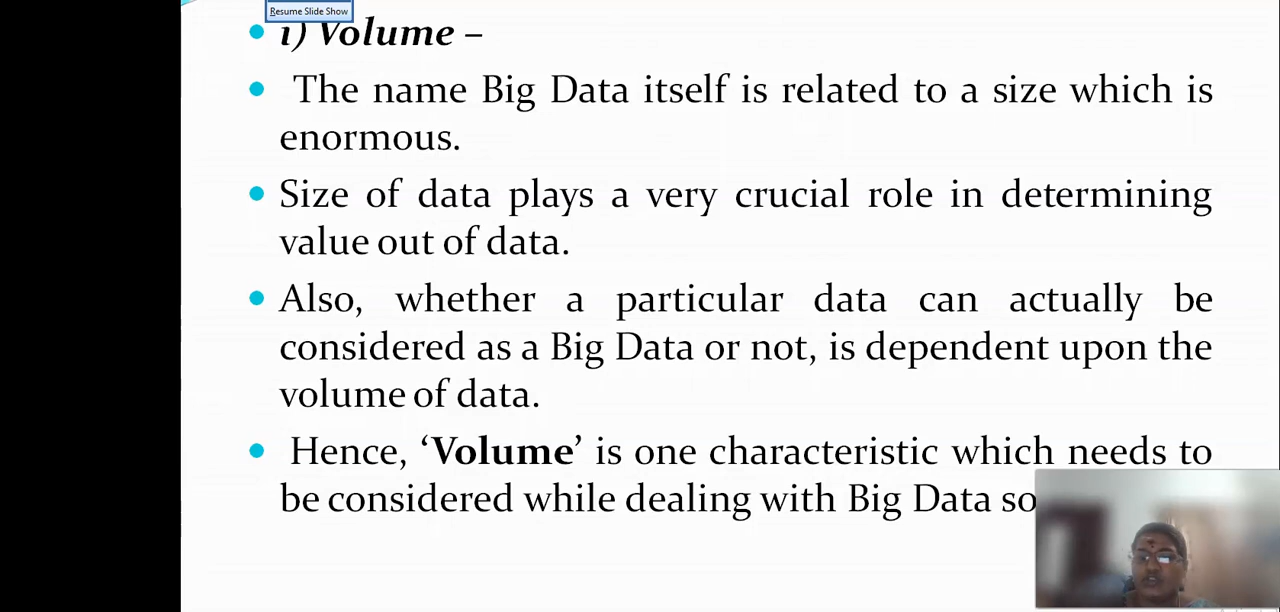 Resume Slide Show
1) Volume –
The name Big Data itself is related to a size which is
enormous.
Size of data plays a very crucial role in determining
value out of data.
Also, whether a particular data can actually be
considered as a Big Data or not, is dependent upon the
volume of data.
Hence, ‘Volume’ is one characteristic which needs to
be considered while dealing with Big Data